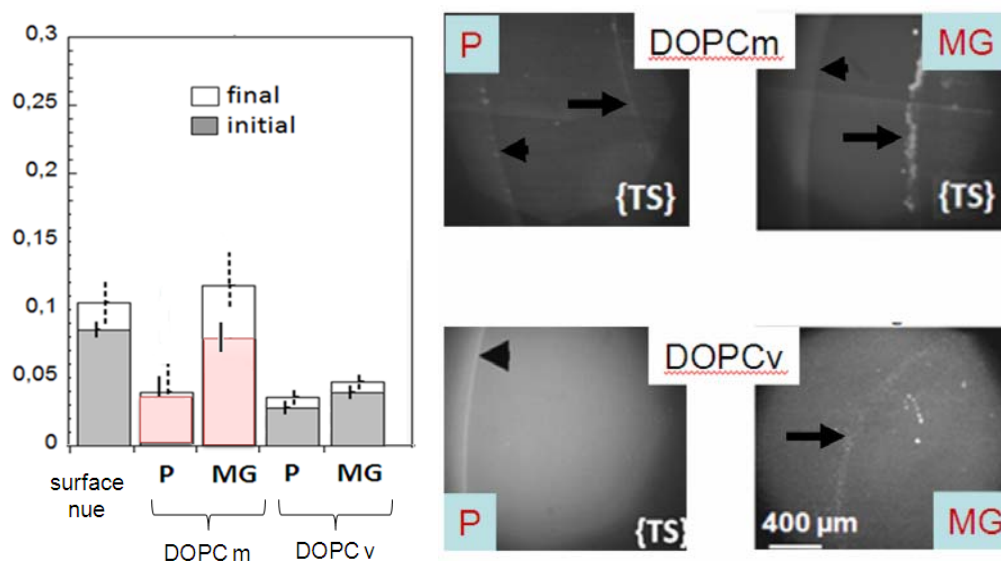 0,3
0,25
0,2
0,15
0,1
0,05
0
final
initial
surface
nue
P
MG
P
MG
DOPC m
DOPC v
P
DOPCm
MG
{TS}
{TS}
DOPCv
P
{TS}
400 µm
MG